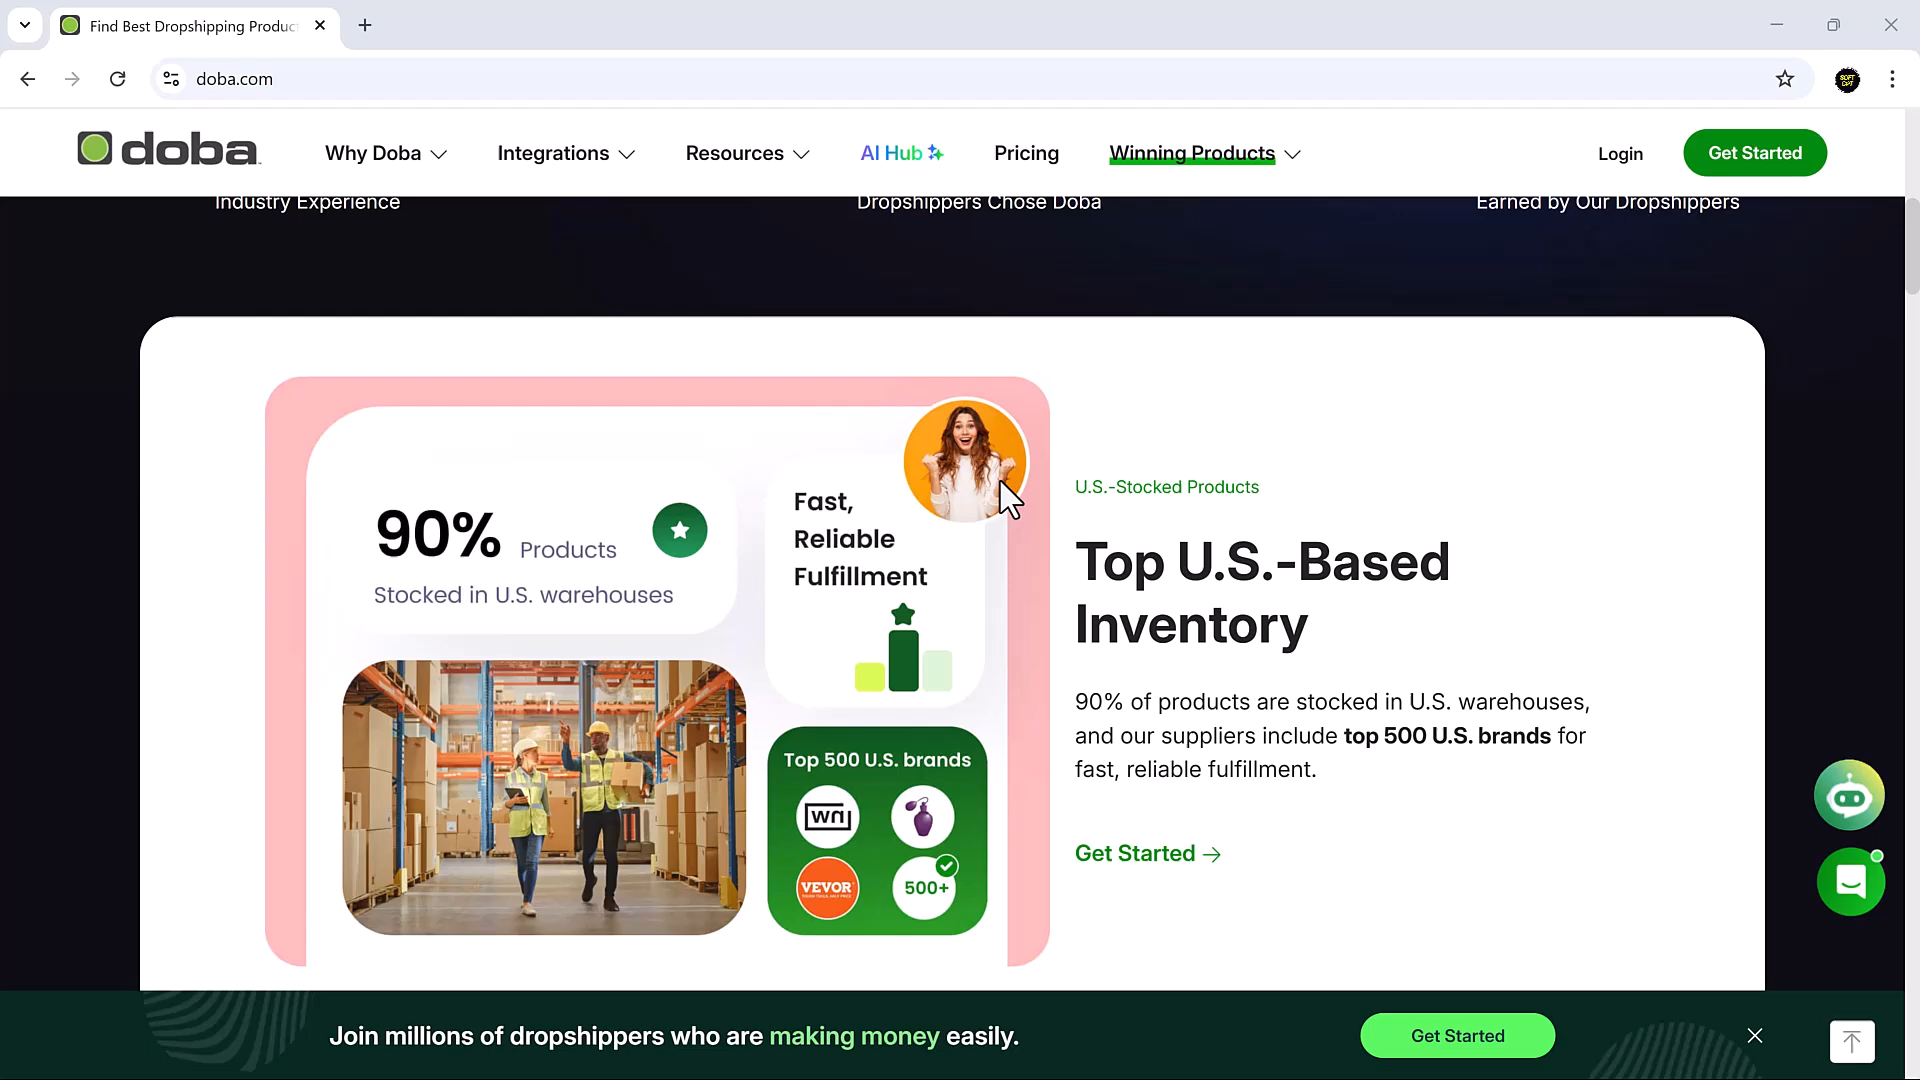 Find Best Dropshipping Produc
doba.com
doba
Why Doba
Integrations
Resources
AI Hub
Pricing
Winning Products
Login
Get Started
Industry Experience
Dropshippers Chose Doba
Earned by Our Dropshippers
90% Products
Stocked in U.S. warehouses
Fast,
Reliable
Fulfillment
Top 500 U.S. brands
VEVOR
500+
U.S.-Stocked Products
Top U.S.-Based
Inventory
90% of products are stocked in U.S. warehouses,
and our suppliers include top 500 U.S. brands for
fast, reliable fulfillment.
Get Started
Join millions of dropshippers who are making money easily.
Get Started